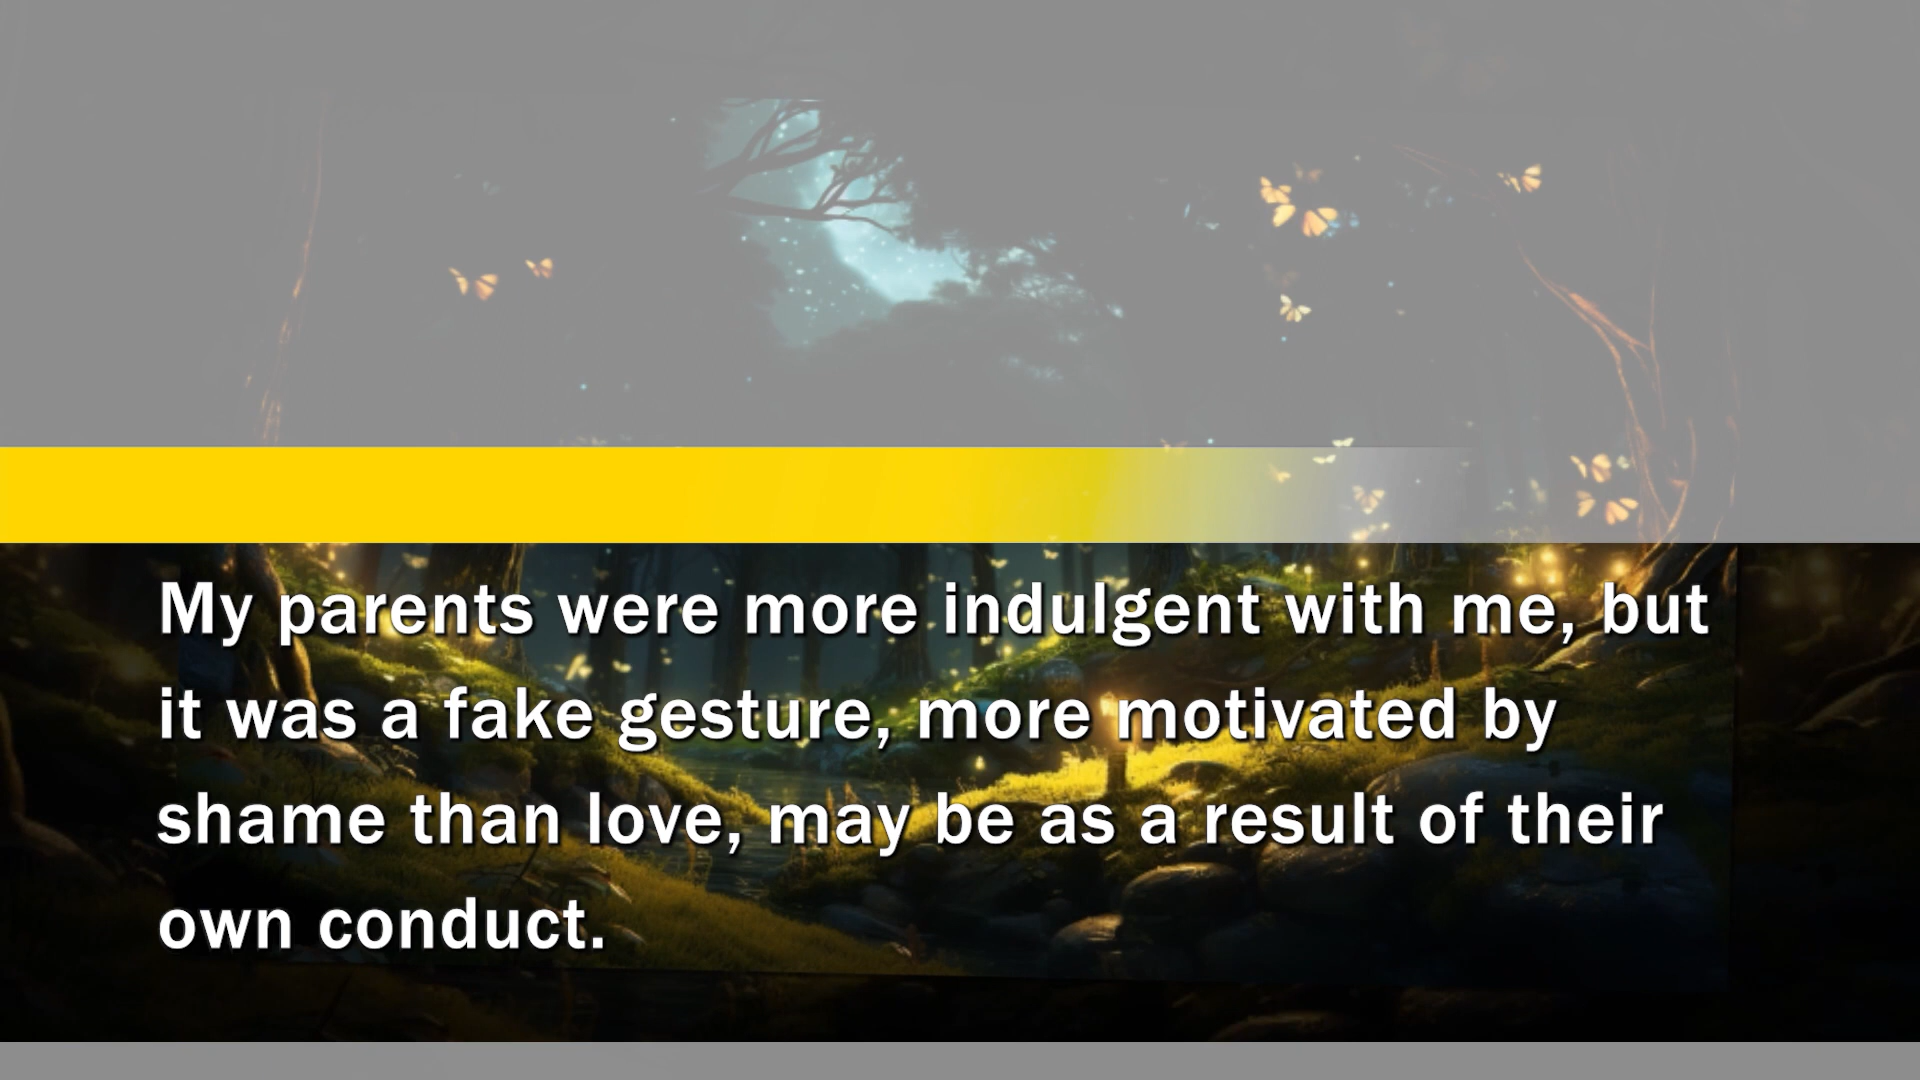 My parents were more indulgent with me, but
it was a fake gesture, more motivated by
shame than love, may be as a result of their
own conduct.